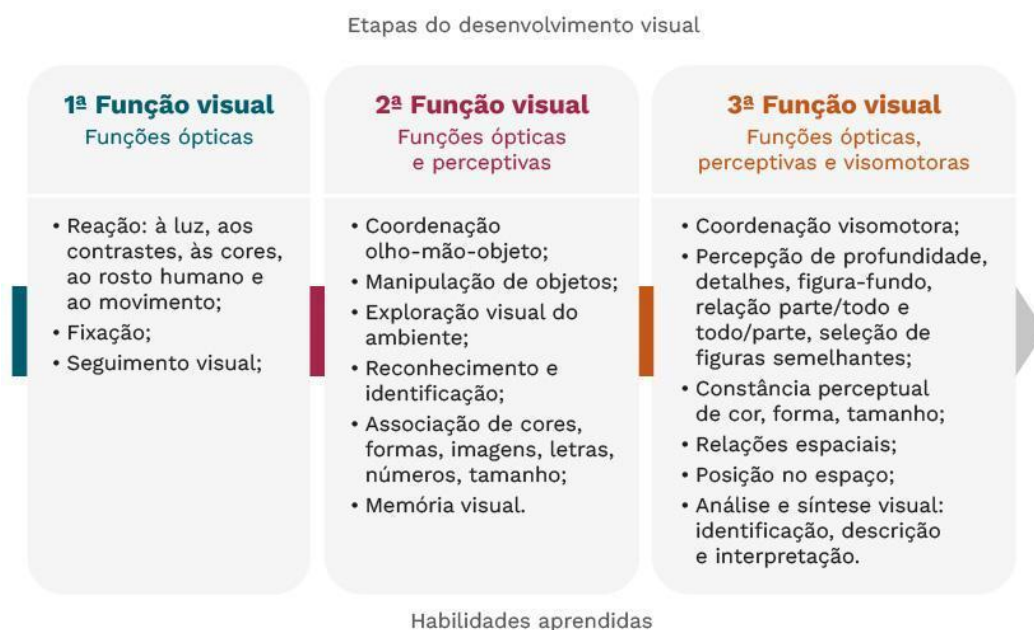 Etapas do desenvolvimento visual
1ª Função visual
Funções ópticas
• Reação: à luz, aos
contrastes, às cores,
ao rosto humano e
ao movimento;
• Fixação;
• Seguimento visual;
2ª Função visual
Funções ópticas
e perceptivas
• Coordenação
olho-mão-objeto;
• Manipulação de objetos;
• Exploração visual do
ambiente;
• Reconhecimento e
identificação;
• Associação de cores,
formas, imagens, letras,
números, tamanho;
• Memória visual.
3ª Função visual
Funções ópticas,
perceptivas e visomotoras
• Coordenação visomotora;
• Percepção de profundidade,
detalhes, figura-fundo,
relação parte/todo e
todo/parte, seleção de
figuras semelhantes;
• Constância perceptual
de cor, forma, tamanho;
• Relações espaciais;
• Posição no espaço;
• Análise e síntese visual:
identificação, descrição
e interpretação.
Habilidades aprendidas